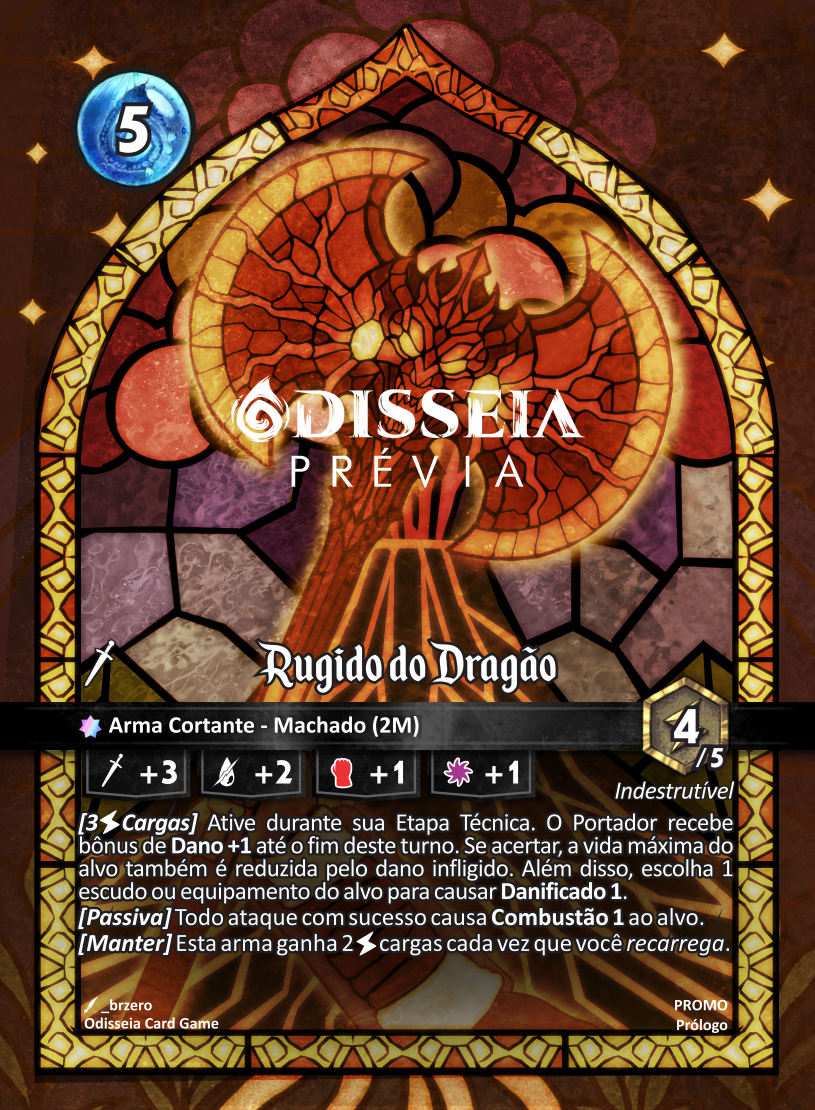 5
ODISSEIA
PRÉVIA
Rugido do Dragão
Arma Cortante - Machado (2M)
4
/5
+3 +2 +1 +1
Indestrutível
[3⚡Cargas] Ative durante sua Etapa Técnica. O Portador recebe
bônus de Dano +1 até o fim deste turno. Se acertar, a vida máxima do
alvo também é reduzida pelo dano infligido. Além disso, escolha 1
escudo ou equipamento do alvo para causar Danificado 1.
[Passiva] Todo ataque com sucesso causa Combustão 1 ao alvo.
[Manter] Esta arma ganha 2⚡cargas cada vez que você recarrega.
_brzero
Odisseia Card Game
PROMO
Prólogo